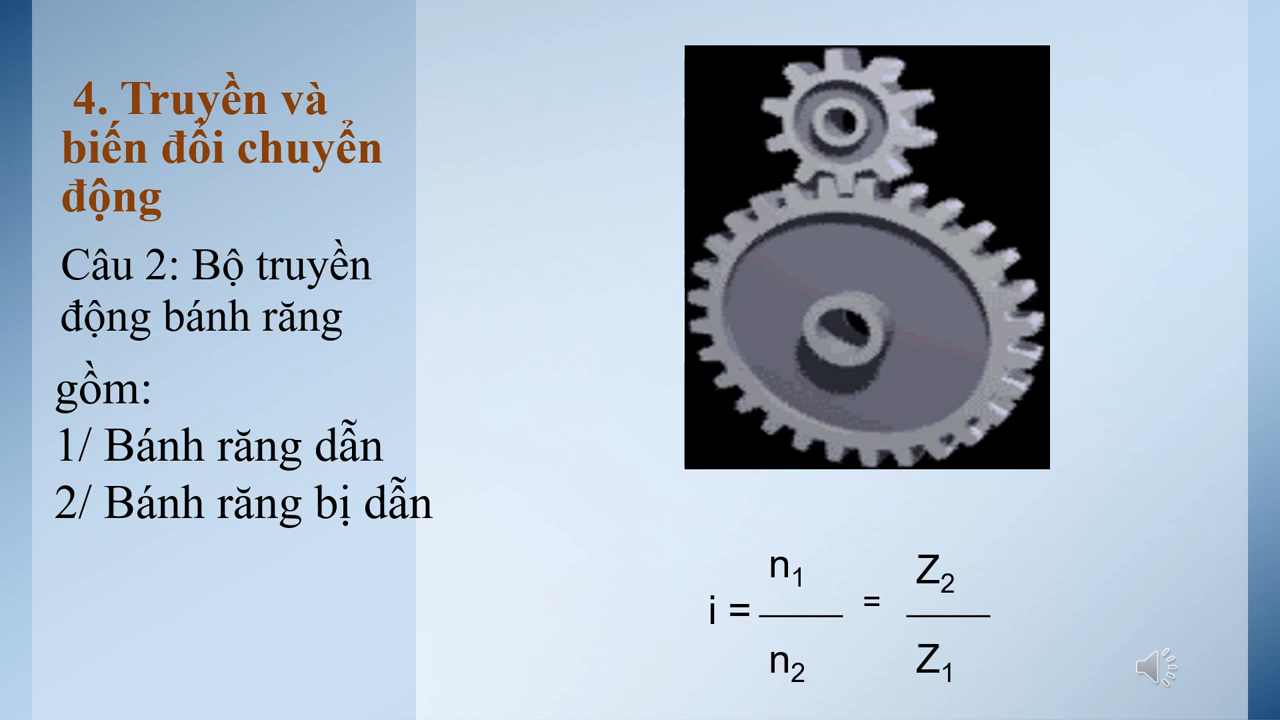 4. Truyền và
biến đổi chuyển
động
Câu 2: Bộ truyền
động bánh răng
gồm:
1/ Bánh răng dẫn
2/ Bánh răng bị dẫn
i = n₁ / n₂ = Z₂ / Z₁